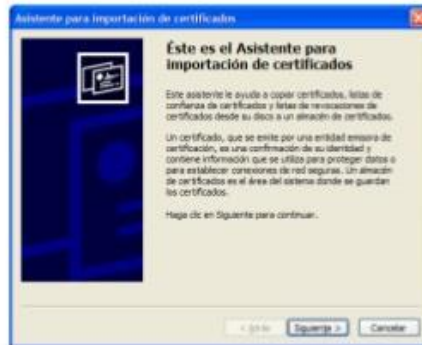 Asistente para importación de certificados
Éste es el Asistente para
importación de certificados
Este asistente le ayuda a copiar certificados, listas de
confianza de certificados y listas de revocaciones de
certificados desde su disco a un almacén de certificados.
Un certificado, que se emite por una entidad emisora de
certificación, es una confirmación de su identidad y
contiene información que se utiliza para proteger datos o
para establecer conexiones de red seguras. Un almacén
de certificados es el área del sistema donde se guardan
los certificados.
Haga clic en Siguiente para continuar.
< Atrás Siguiente > Cancelar